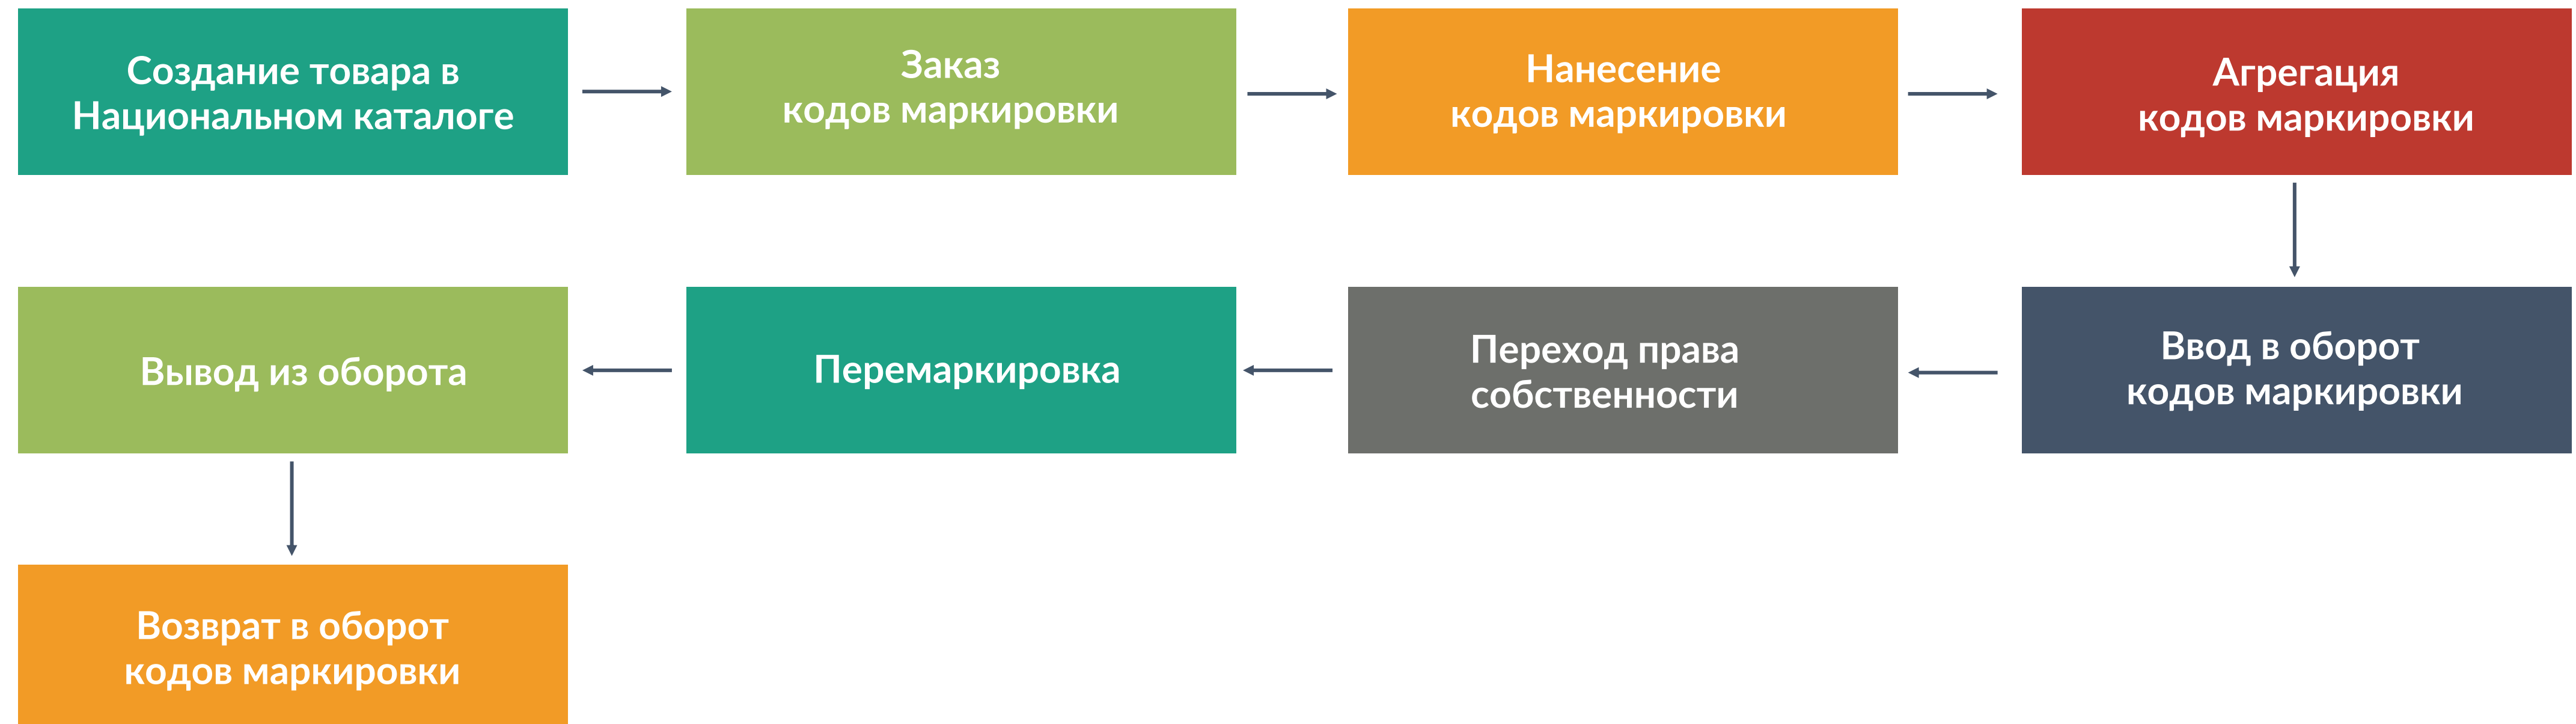 Создание товара в
Национальном каталоге
Заказ
кодов маркировки
Нанесение
кодов маркировки
Агрегация
кодов маркировки
Ввод в оборот
кодов маркировки
Переход права
собственности
Перемаркировка
Вывод из оборота
Возврат в оборот
кодов маркировки